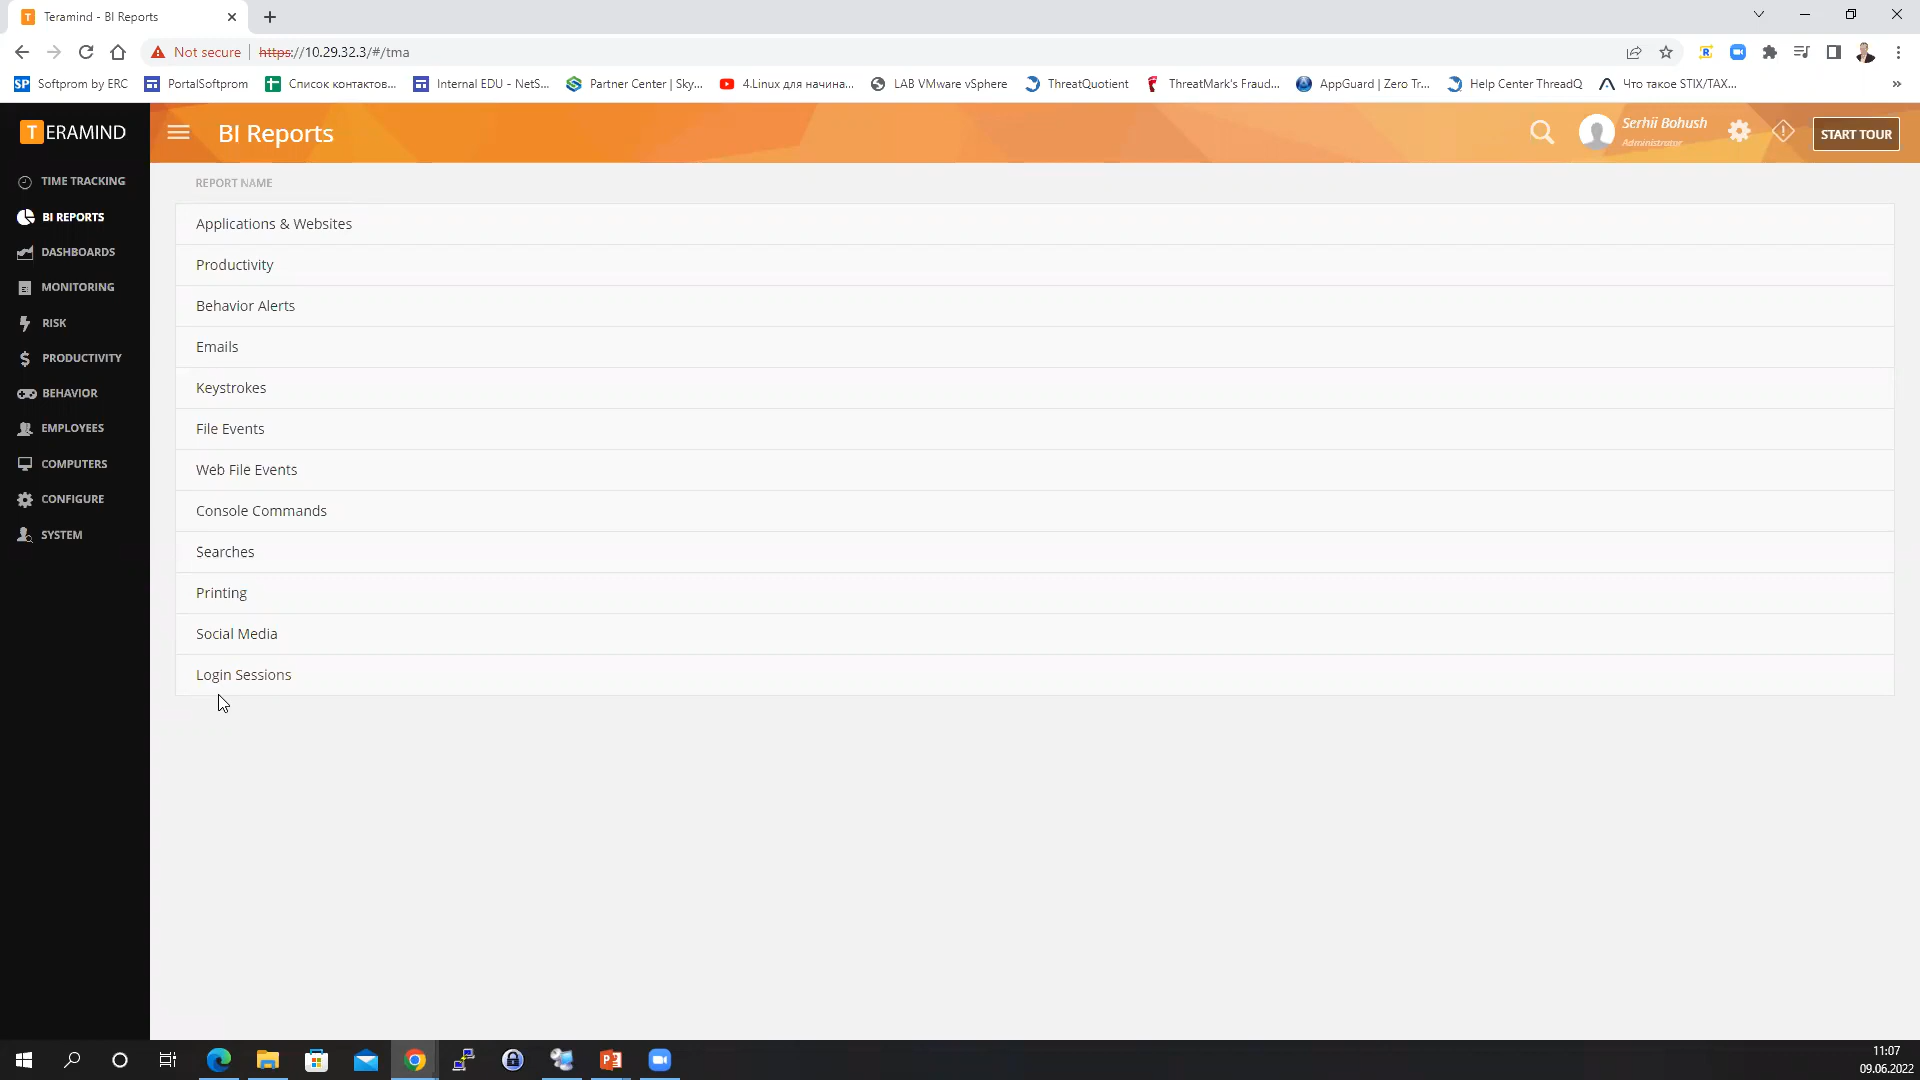 Teramind - BI Reports
Not secure
https://10.29.32.3/#/tma
Softprom by ERC
PortalSoftprom
Список контактов...
Internal EDU - NetS...
Partner Center | Sky...
4.Linux для начина...
LAB VMware vSphere
ThreatQuotient
ThreatMark's Fraud...
AppGuard | Zero Tr...
Help Center ThreadQ
Что такое STIX/TAX...
TERAMIND
BI Reports
Serhii Bohush
Administrator
START TOUR
TIME TRACKING
BI REPORTS
DASHBOARDS
MONITORING
RISK
PRODUCTIVITY
BEHAVIOR
EMPLOYEES
COMPUTERS
CONFIGURE
SYSTEM
REPORT NAME
Applications & Websites
Productivity
Behavior Alerts
Emails
Keystrokes
File Events
Web File Events
Console Commands
Searches
Printing
Social Media
Login Sessions
11:07
09.06.2022